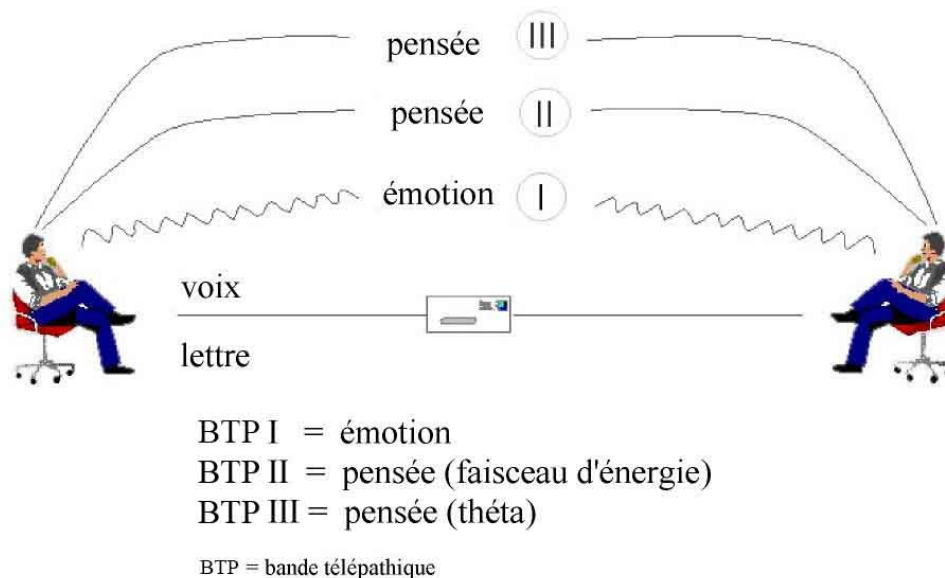 pensée III
pensée II
émotion I
voix
lettre
BTP I = émotion
BTP II = pensée (faisceau d'énergie)
BTP III = pensée (théta)
BTP = bande télépathique